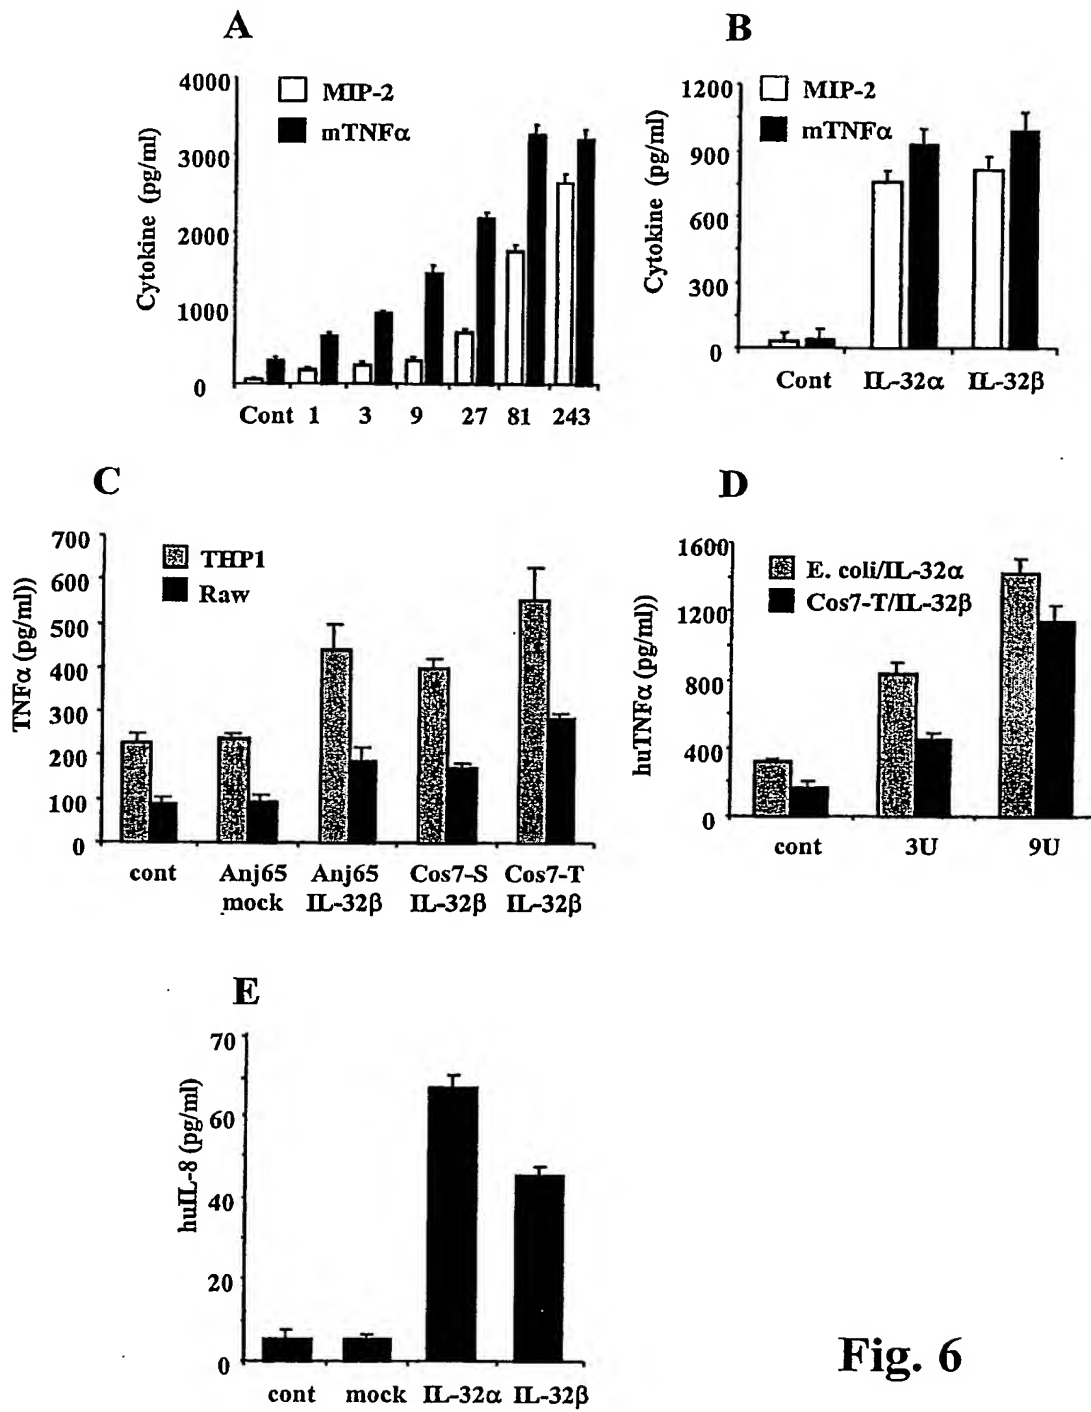 A
Cytokine (pg/ml)
4000
3000
2000
1000
0
MIP-2
mTNFα
Cont 1 3 9 27 81 243
B
Cytokine (pg/ml)
1200
900
600
300
0
MIP-2
mTNFα
Cont IL-32α IL-32β
C
TNFα (pg/ml))
700
600
500
400
300
200
100
0
THP1
Raw
cont Anj65 Anj65 Cos7-S Cos7-T
mock IL-32β IL-32β IL-32β
D
huTNFα (pg/ml))
1600
1200
800
400
0
E. coli/IL-32α
Cos7-T/IL-32β
cont 3U 9U
E
huIL-8 (pg/ml)
70
60
40
20
0
cont mock IL-32α IL-32β
Fig. 6